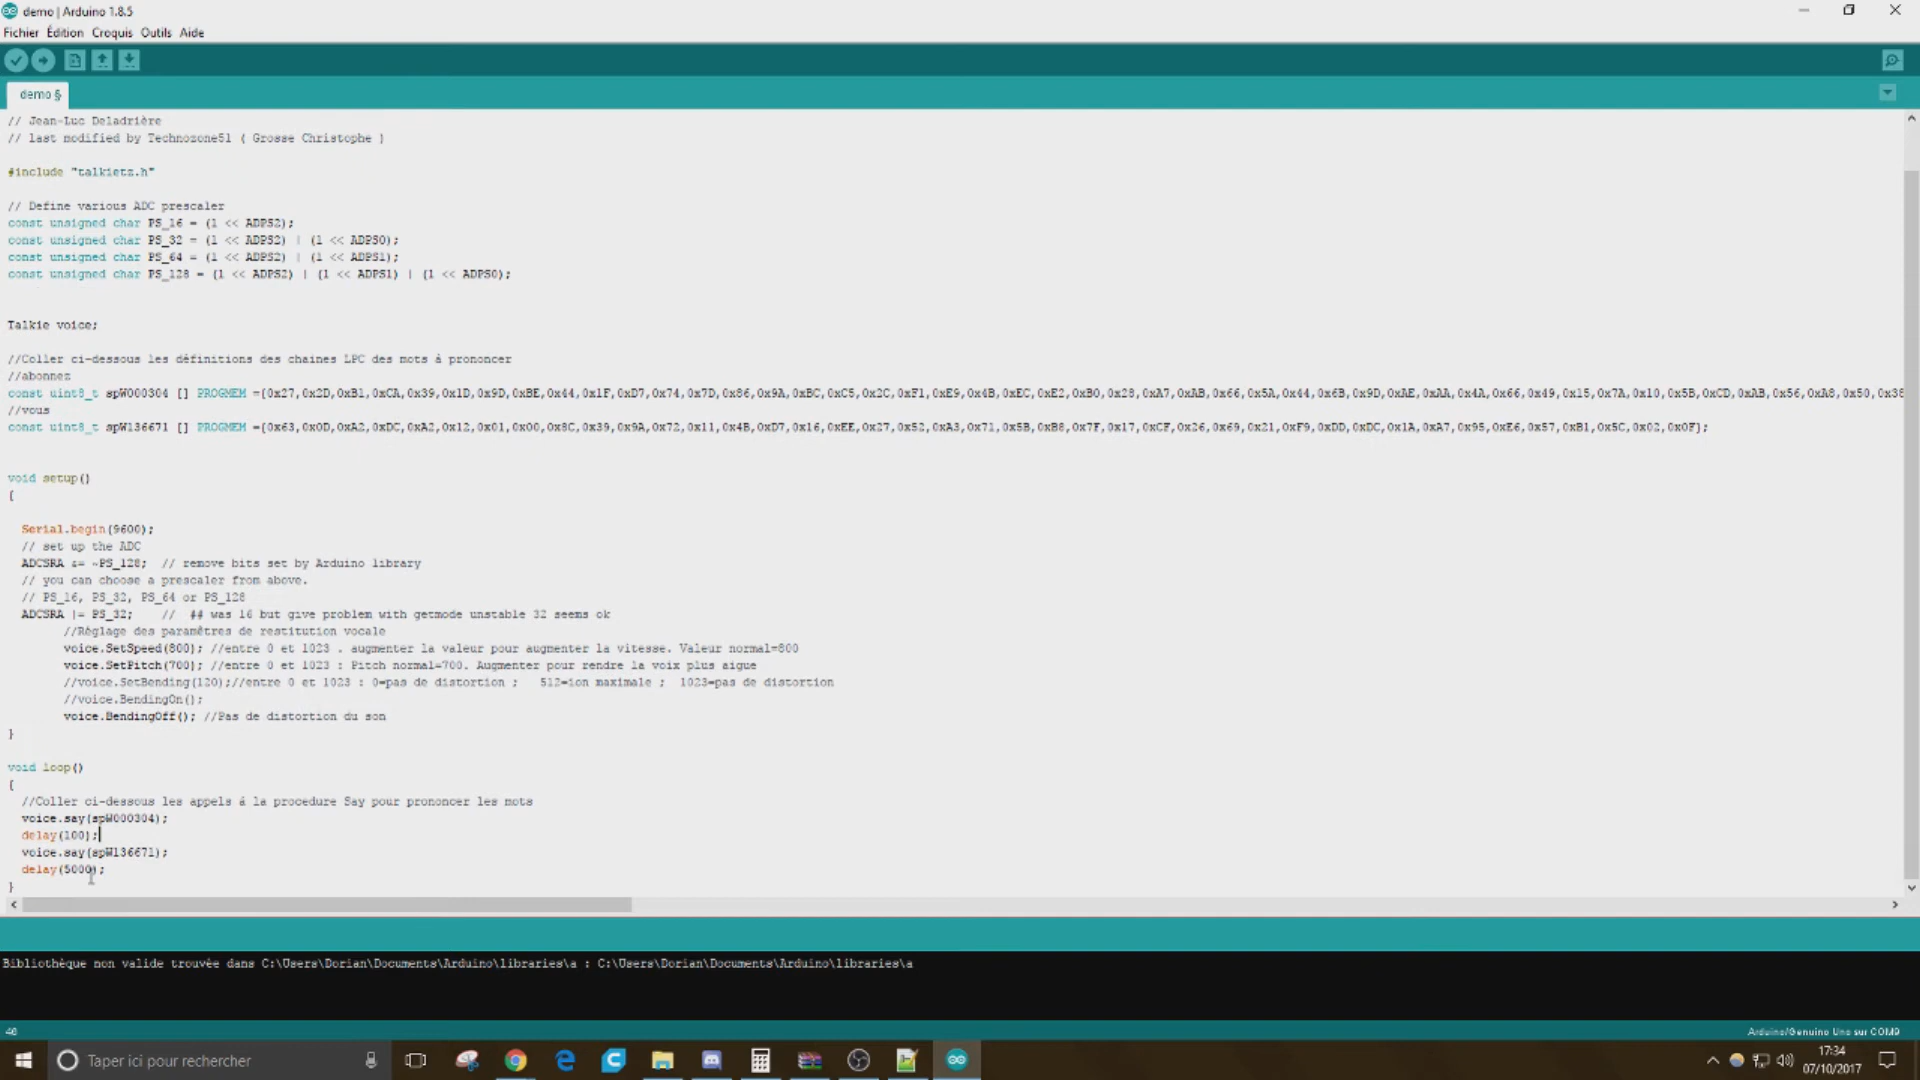 demo | Arduino 1.8.5
Fichier Édition Croquis Outils Aide
demo §
// Jean-Luc Deladrière
// last modified by Technozone51 ( Grosse Christophe )
#include "talkietz.h"
// Define various ADC prescaler
const unsigned char PS_16 = (1 << ADPS2);
const unsigned char PS_32 = (1 << ADPS2) | (1 << ADPS0);
const unsigned char PS_64 = (1 << ADPS2) | (1 << ADPS1);
const unsigned char PS_128 = (1 << ADPS2) | (1 << ADPS1) | (1 << ADPS0);
Talkie voice;
//Coller ci-dessous les définitions des chaines LPC des mots à prononcer
//abonnez
const uint8_t spW000304 [] PROGMEM ={0x27,0x2D,0xB1,0xCA,0x39,0x1D,0x9D,0xBE,0x44,0x1F,0xD7,0x74,0x7D,0x86,0x9A,0xBC,0xC5,0x2C,0xF1,0xE9,0x4B,0xEC,0xE2,0xB0,0x28,0xA7,0xAB,0x66,0x5A,0x44,0x6B,0x9D,0xAE,0xAA,0x4A,0x66,0x49,0x15,0x7A,0x10,0x5B,0xCD,0xAB,0x56,0xA8,0x50,0x38
//vous
const uint8_t spW136671 [] PROGMEM ={0x63,0x0D,0xA2,0xDC,0xA2,0x12,0x01,0x00,0x8C,0x39,0x9A,0x72,0x11,0x4B,0xD7,0x16,0xEE,0x27,0x52,0xA3,0x71,0x5B,0xB8,0x7F,0x17,0xCF,0x26,0x69,0x21,0xF9,0xDD,0xDC,0x1A,0xA7,0x95,0xE6,0x57,0xB1,0x5C,0x02,0x0F};
void setup()
{
Serial.begin(9600);
// set up the ADC
ADCSRA &= ~PS_128; // remove bits set by Arduino library
// you can choose a prescaler from above.
// PS_16, PS_32, PS_64 or PS_128
ADCSRA |= PS_32; // ## was 16 but give problem with getmode unstable 32 seems ok
//Réglage des paramêtres de restitution vocale
voice.SetSpeed(800); //entre 0 et 1023 . augmenter la valeur pour augmenter la vitesse. Valeur normal=800
voice.SetPitch(700); //entre 0 et 1023 : Pitch normal=700. Augmenter pour rendre la voix plus aigue
//voice.SetBending(120);//entre 0 et 1023 : 0=pas de distortion ; 512=ion maximale ; 1023=pas de distortion
//voice.BendingOn();
voice.BendingOff(); //Pas de distortion du son
}
void loop()
{
//Coller ci-dessous les appels á la procedure Say pour prononcer les mots
voice.say(spW000304);
delay(100);
voice.say(spW136671);
delay(5000);
}
Bibliothèque non valide trouvée dans C:\Users\Dorian\Documents\Arduino\libraries\a : C:\Users\Dorian\Documents\Arduino\libraries\a
Arduino/Genuino Uno sur COM9
Taper ici pour rechercher
17:34
07/10/2017